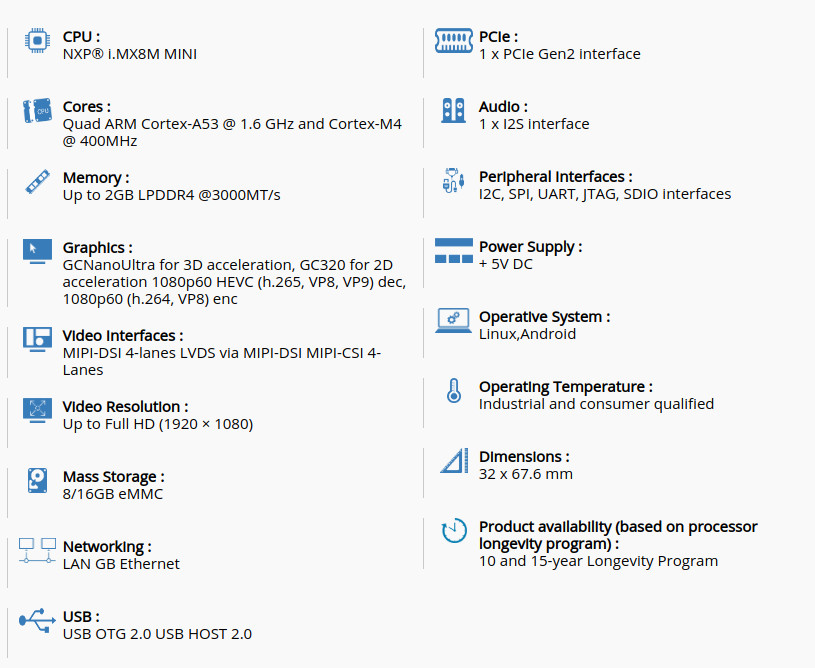 CPU :
NXP® i.MX8M MINI
Cores :
Quad ARM Cortex-A53 @ 1.6 GHz and Cortex-M4
@ 400MHz
Memory :
Up to 2GB LPDDR4 @3000MT/s
Graphics :
GCNanoUltra for 3D acceleration, GC320 for 2D
acceleration 1080p60 HEVC (h.265, VP8, VP9) dec,
1080p60 (h.264, VP8) enc
Video Interfaces :
MIPI-DSI 4-lanes LVDS via MIPI-DSI MIPI-CSI 4-
Lanes
Video Resolution :
Up to Full HD (1920 × 1080)
Mass Storage :
8/16GB eMMC
Networking :
LAN GB Ethernet
USB :
USB OTG 2.0 USB HOST 2.0
PCIe :
1 x PCIe Gen2 interface
Audio :
1 x I2S interface
Peripheral Interfaces :
I2C, SPI, UART, JTAG, SDIO interfaces
Power Supply :
+ 5V DC
Operative System :
Linux,Android
Operating Temperature :
Industrial and consumer qualified
Dimensions :
32 x 67.6 mm
Product availability (based on processor
longevity program) :
10 and 15-year Longevity Program